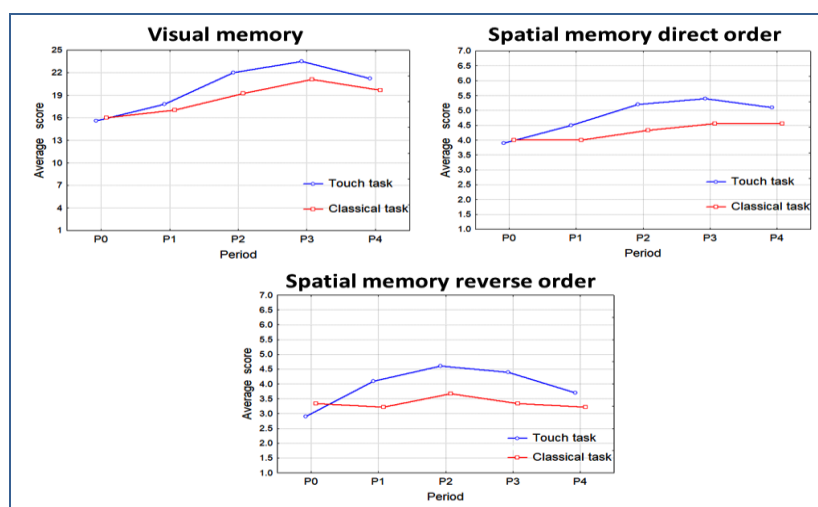 Visual memory
25
22
19
16
13
10
7
4
1
Average score
P0 P1 P2 P3 P4
Period
Touch task
Classical task
Spatial memory direct order
7.0
6.5
6.0
5.5
5.0
4.5
4.0
3.5
3.0
2.5
2.0
1.5
1.0
Average score
P0 P1 P2 P3 P4
Period
Touch task
Classical task
Spatial memory reverse order
7.0
6.5
6.0
5.5
5.0
4.5
4.0
3.5
3.0
2.5
2.0
1.5
1.0
Average score
P0 P1 P2 P3 P4
Period
Touch task
Classical task